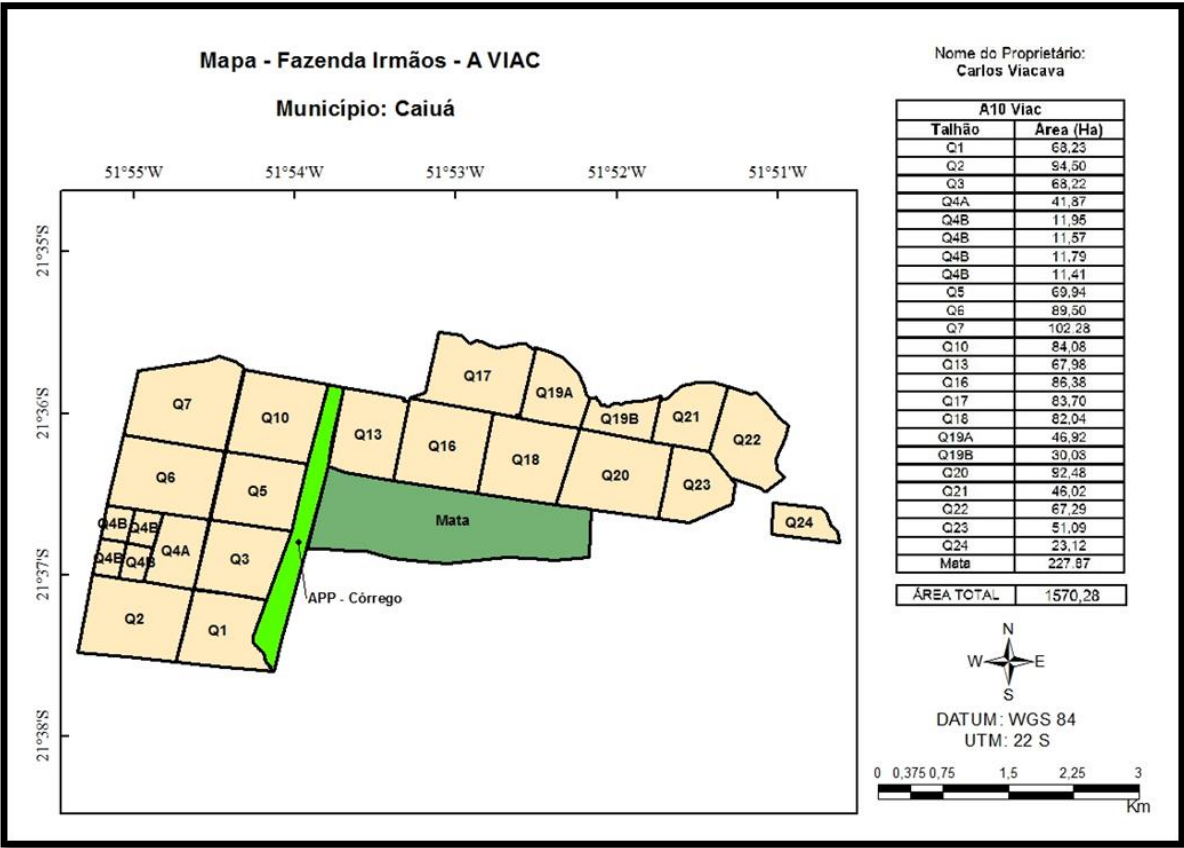 Mapa - Fazenda Irmãos - A VIAC
Município: Caiuá
Nome do Proprietário:
Carlos Viacava
A10 Viac
Talhão Área (Ha)
Q1 68,23
Q2 94,50
Q3 68,22
Q4A 41,87
Q4B 11,95
Q4B 11,57
Q4B 11,79
Q4B 11,41
Q5 69,94
Q6 89,50
Q7 102,28
Q10 84,08
Q13 67,98
Q16 86,38
Q17 83,70
Q18 82,04
Q19A 46,92
Q19B 30,03
Q20 92,48
Q21 46,02
Q22 67,29
Q23 51,09
Q24 23,12
Mata 227,87
ÁREA TOTAL 1570,28
51°55'W 51°54'W 51°53'W 51°52'W 51°51'W
21°35'S
21°36'S
21°37'S
21°38'S
Q17
Q19A
Q7
Q10
Q13
Q16
Q18
Q19B
Q21
Q22
Q20
Q23
Q6
Q5
Mata
Q24
Q4B
Q4B
Q4A
Q3
Q4B
Q4B
APP - Córrego
Q2
Q1
N
W E
S
DATUM: WGS 84
UTM: 22 S
0 0,375 0,75 1,5 2,25 3
Km